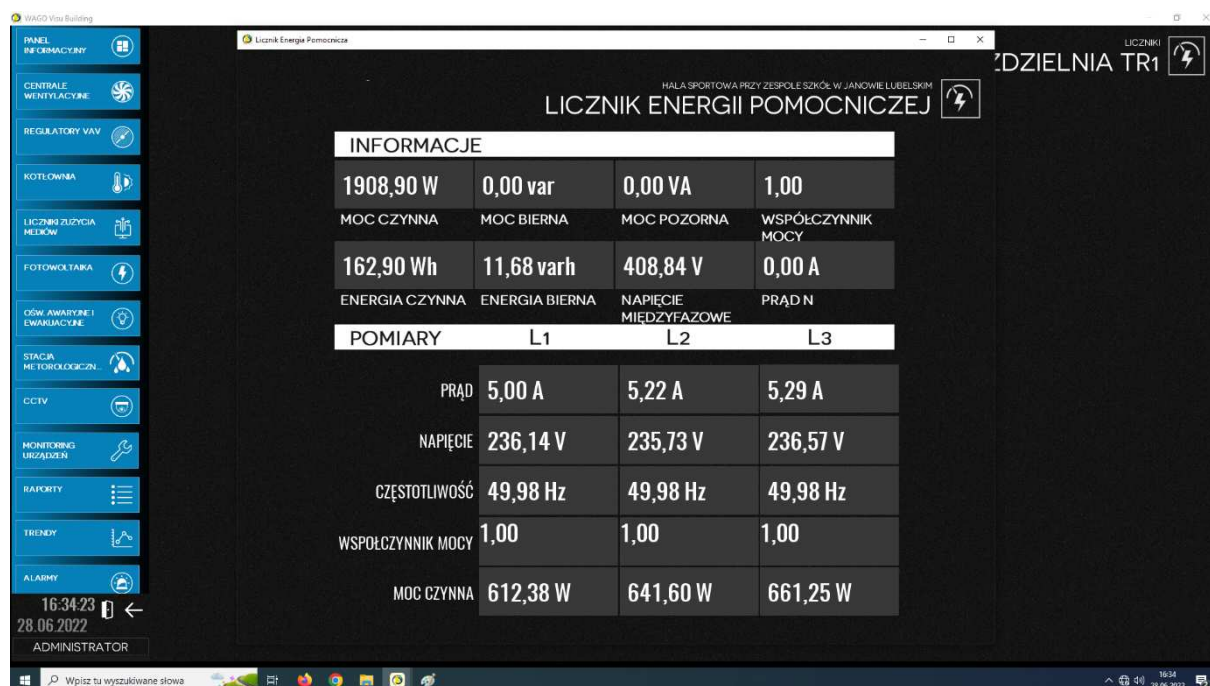 WAGO Visu Building
PANEL
INFORMACYJNY
CENTRALE
WENTYLACYJNE
REGULATORY VAV
KOTŁOWNIA
LICZNIKI ZUŻYCIA
MEDIÓW
FOTOWOLTAIKA
OŚW. AWARYJNE I
EWAKUACYJNE
STACJA
METOROLOGICZN...
CCTV
MONITORING
URZĄDZEŃ
RAPORTY
TRENDY
ALARMY
16:34:23
28.06.2022
ADMINISTRATOR
Licznik Energia Pomocnicza
LICZNIKI
ZDZIELNIA TR1
HALA SPORTOWA PRZY ZESPOLE SZKÓŁ W JANOWIE LUBELSKIM
LICZNIK ENERGII POMOCNICZEJ
INFORMACJE
1908,90 W 0,00 var 0,00 VA 1,00
MOC CZYNNA MOC BIERNA MOC POZORNA WSPÓŁCZYNNIK
MOCY
162,90 Wh 11,68 varh 408,84 V 0,00 A
ENERGIA CZYNNA ENERGIA BIERNA NAPIĘCIE PRĄD N
MIĘDZYFAZOWE
POMIARY L1 L2 L3
PRĄD 5,00 A 5,22 A 5,29 A
NAPIĘCIE 236,14 V 235,73 V 236,57 V
CZĘSTOTLIWOŚĆ 49,98 Hz 49,98 Hz 49,98 Hz
WSPOŁCZYNNIK MOCY 1,00 1,00 1,00
MOC CZYNNA 612,38 W 641,60 W 661,25 W
Wpisz tu wyszukiwane słowa
16:34
28.06.2022